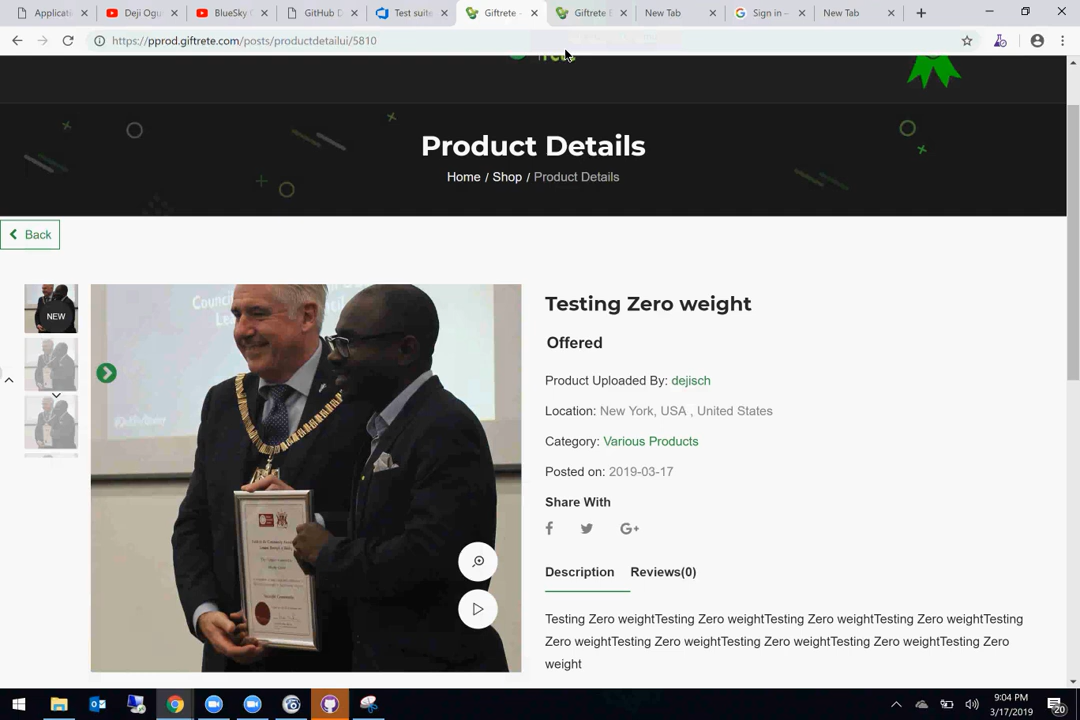 Applicati
Deji Ogu
BlueSky
GitHub D
Test suite
Giftrete -
Giftrete
New Tab
Sign in –
New Tab
https://pprod.giftrete.com/posts/productdetailui/5810
Product Details
Home / Shop / Product Details
Back
NEW
Testing Zero weight
Offered
Product Uploaded By: dejisch
Location: New York, USA , United States
Category: Various Products
Posted on: 2019-03-17
Share With
G+
Description Reviews(0)
Testing Zero weightTesting Zero weightTesting Zero weightTesting Zero weightTesting
Zero weightTesting Zero weightTesting Zero weightTesting Zero weightTesting Zero
weight
9:04 PM
3/17/2019
20